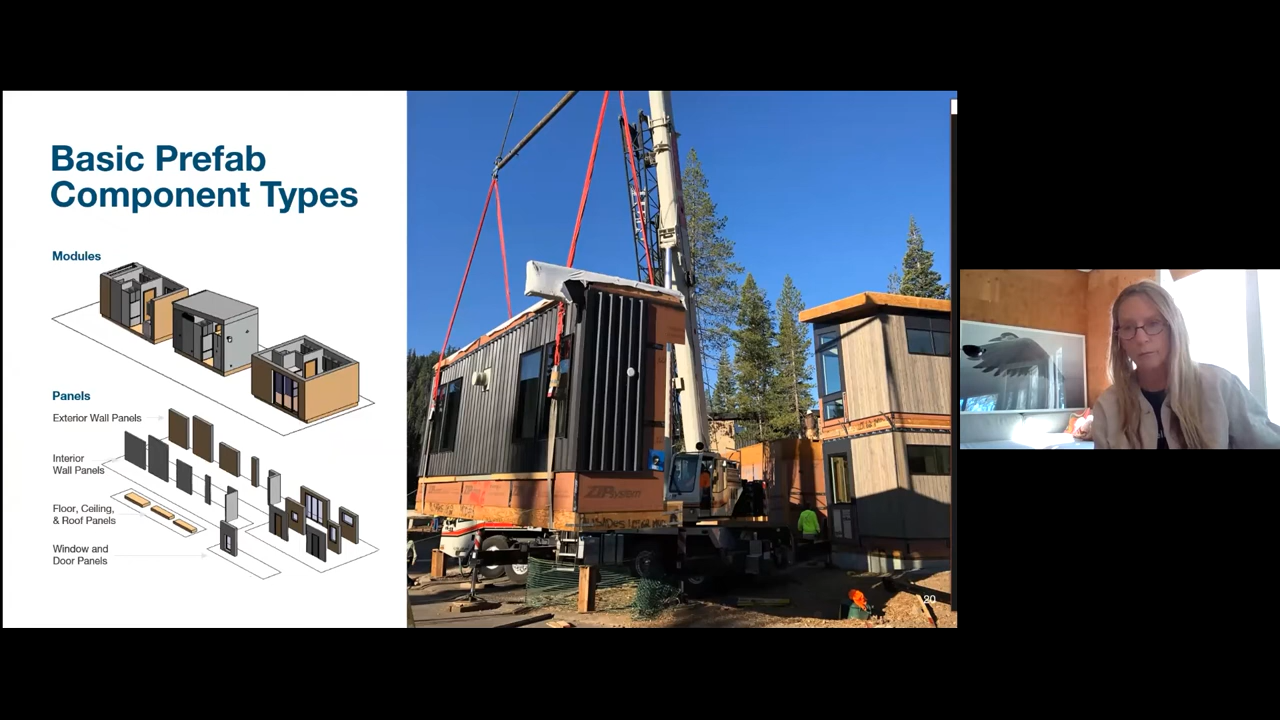 Basic Prefab
Component Types
Modules
Panels
Exterior Wall Panels
Interior
Wall Panels
Floor, Ceiling,
& Roof Panels
Window and
Door Panels
ZIP System
20